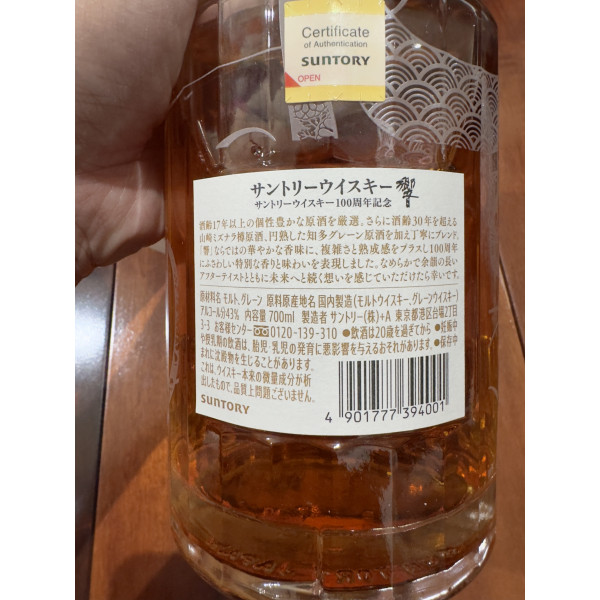 Certificate
of Authentication
SUNTORY
OPEN
サントリーウイスキー 響
サントリーウイスキー100周年記念
酒齢17年以上の個性豊かな原酒を厳選。さらに酒齢30年を超える
山崎ミズナラ樽原酒、円熟した知多グレーン原酒を加え丁寧にブレンド。
「響」ならではの華やかな香味に、複雑さと熟成感をプラスし100周年
にふさわしい特別な香りと味わいを表現しました。なめらかで余韻の長い
アフターテイストとともに未来へと続く想いを感じていただけたら幸いです。
原材料名 モルト、グレーン 原料原産地名 国内製造(モルトウイスキー、グレーンウイスキー)
アルコール分43% 内容量 700ml 製造者 サントリー(株)+A 東京都港区台場2丁目
3-3 お客様センター 0120-139-310 ●飲酒は20歳を過ぎてから ●妊娠中
や授乳期の飲酒は、胎児・乳児の発育に悪影響を与えるおそれがあります。●保存中
まれに沈殿物を生じることがあります。
これは、ウイスキー本来の微量成分が析
出したもので、品質上問題ございません。
SUNTORY
4 901777 394001